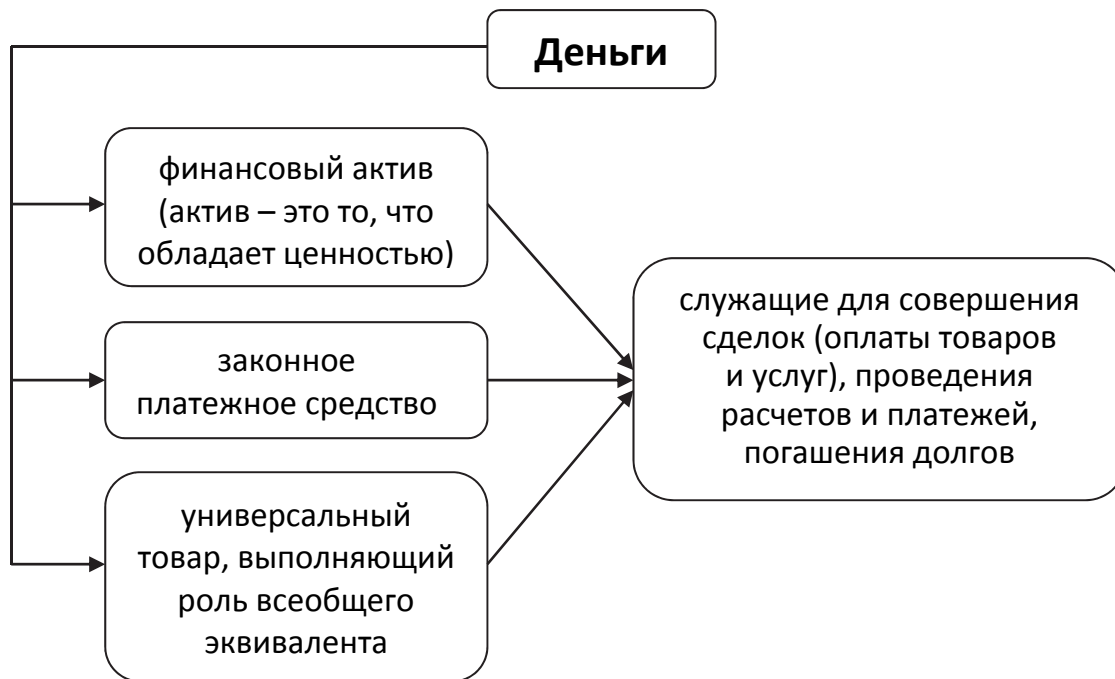 Деньги
финансовый актив
(актив – это то, что
обладает ценностью)
законное
платежное средство
универсальный
товар, выполняющий
роль всеобщего
эквивалента
служащие для совершения
сделок (оплаты товаров
и услуг), проведения
расчетов и платежей,
погашения долгов